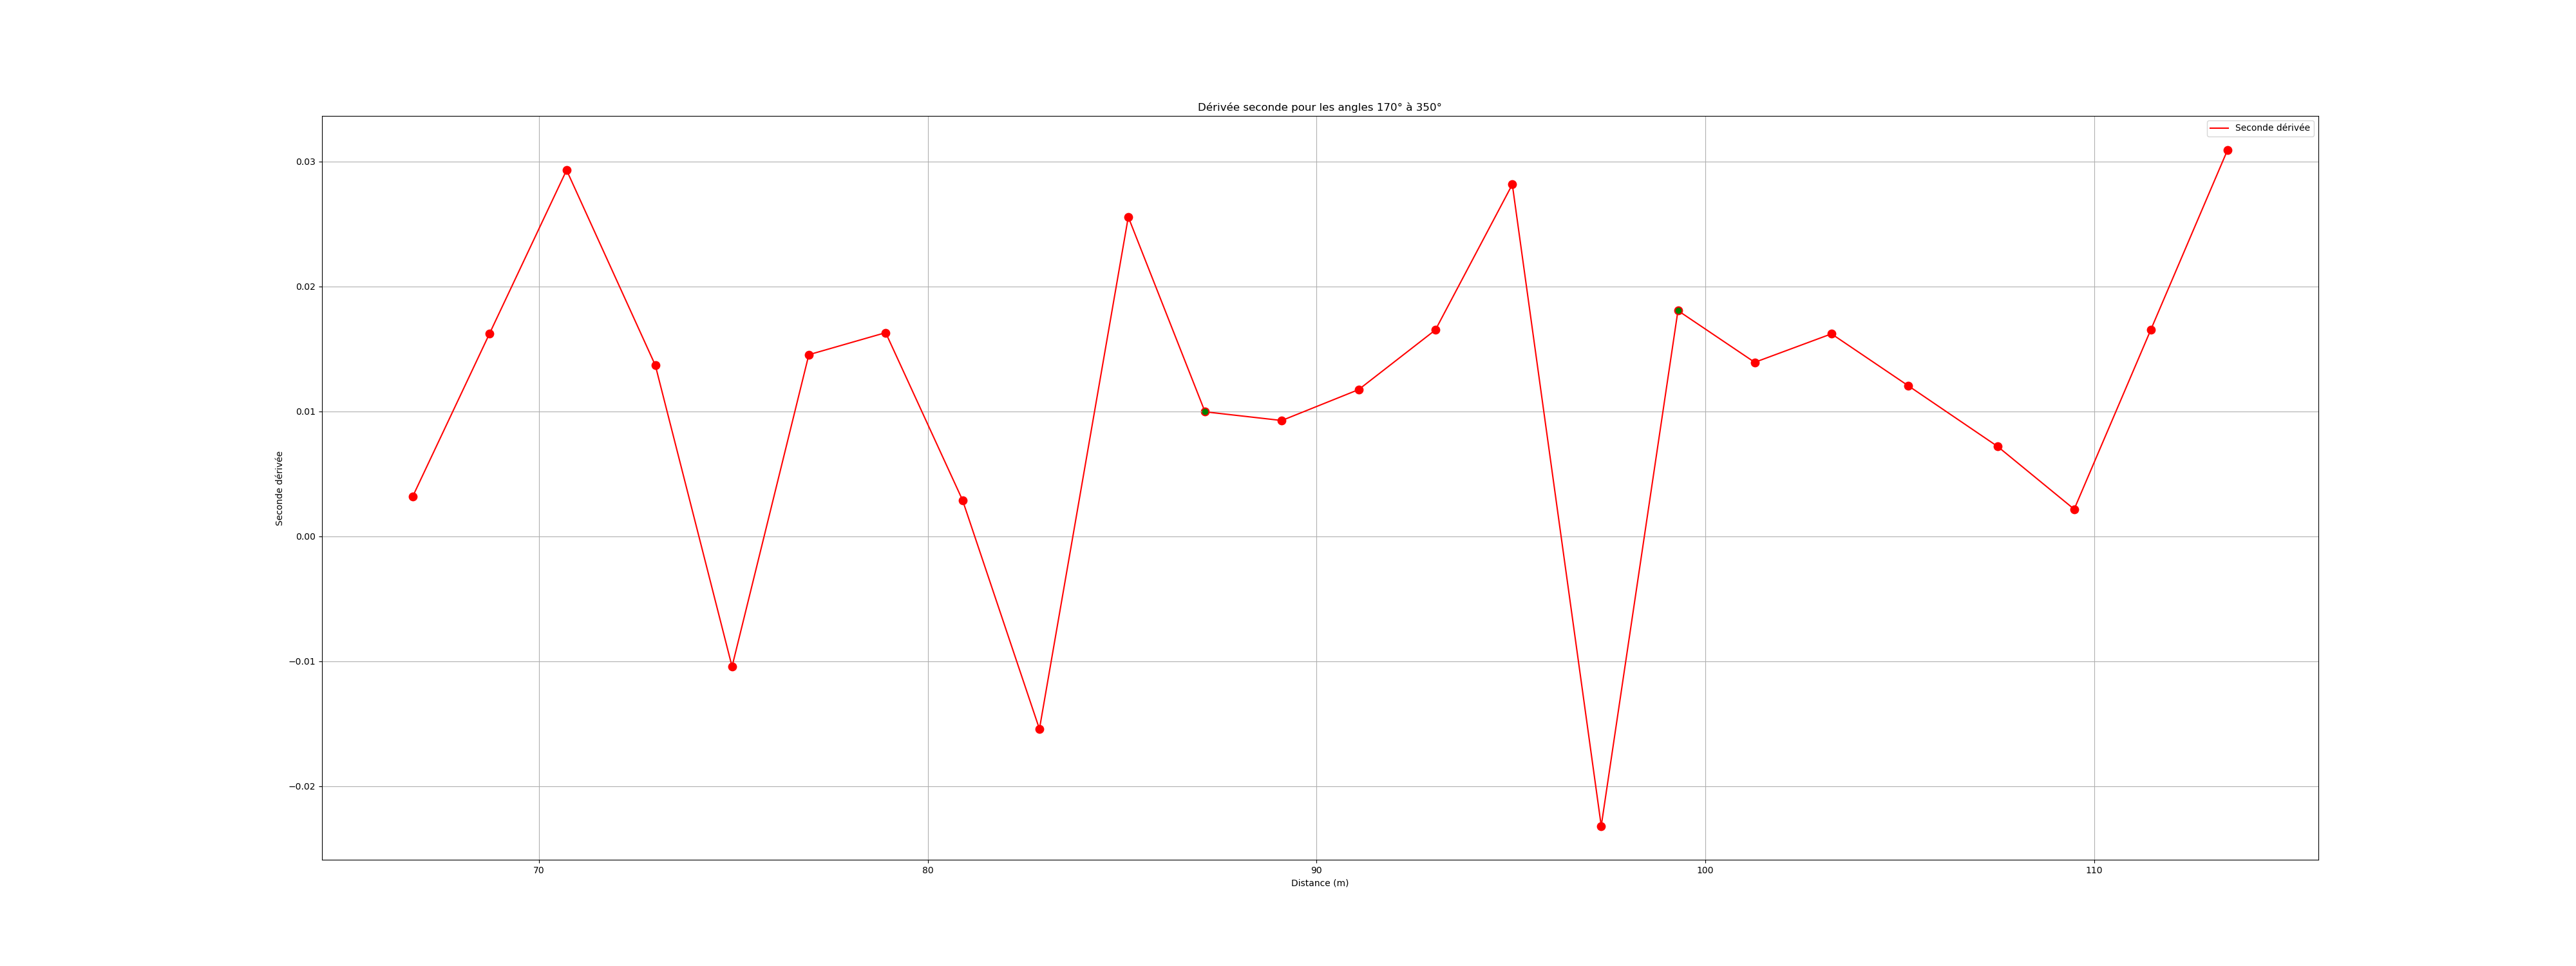 Dérivée seconde pour les angles 170° à 350°
Seconde dérivée
0.03
0.02
0.01
0.00
−0.01
−0.02
Seconde dérivée
70
80
90
100
110
Distance (m)